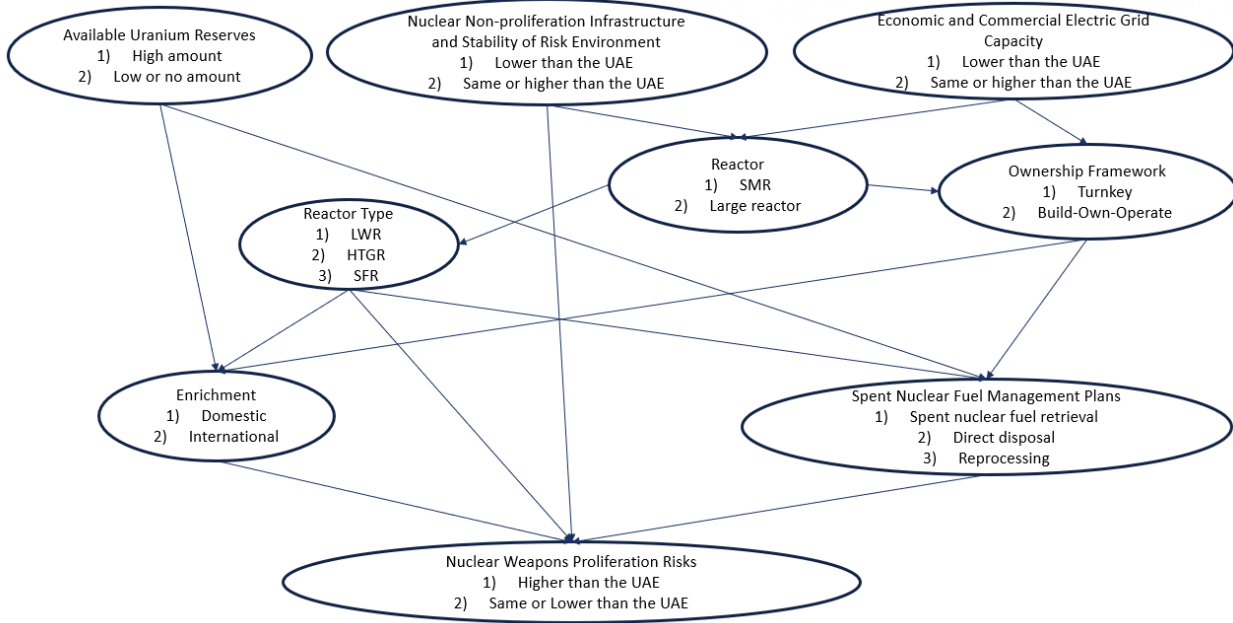 Available Uranium Reserves
1) High amount
2) Low or no amount
Nuclear Non-proliferation Infrastructure
and Stability of Risk Environment
1) Lower than the UAE
2) Same or higher than the UAE
Economic and Commercial Electric Grid
Capacity
1) Lower than the UAE
2) Same or higher than the UAE
Reactor
1) SMR
2) Large reactor
Ownership Framework
1) Turnkey
2) Build-Own-Operate
Reactor Type
1) LWR
2) HTGR
3) SFR
Enrichment
1) Domestic
2) International
Spent Nuclear Fuel Management Plans
1) Spent nuclear fuel retrieval
2) Direct disposal
3) Reprocessing
Nuclear Weapons Proliferation Risks
1) Higher than the UAE
2) Same or Lower than the UAE